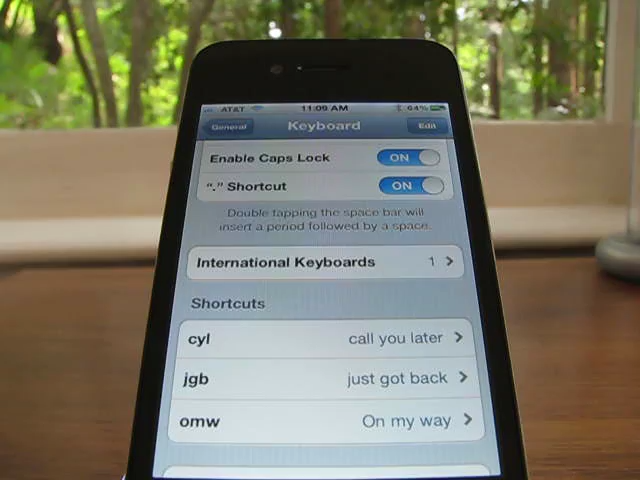 AT&T 11:09 AM 64%
General Keyboard Edit
Enable Caps Lock ON
“.” Shortcut ON
Double tapping the space bar will
insert a period followed by a space.
International Keyboards 1
Shortcuts
cyl call you later
jgb just got back
omw On my way